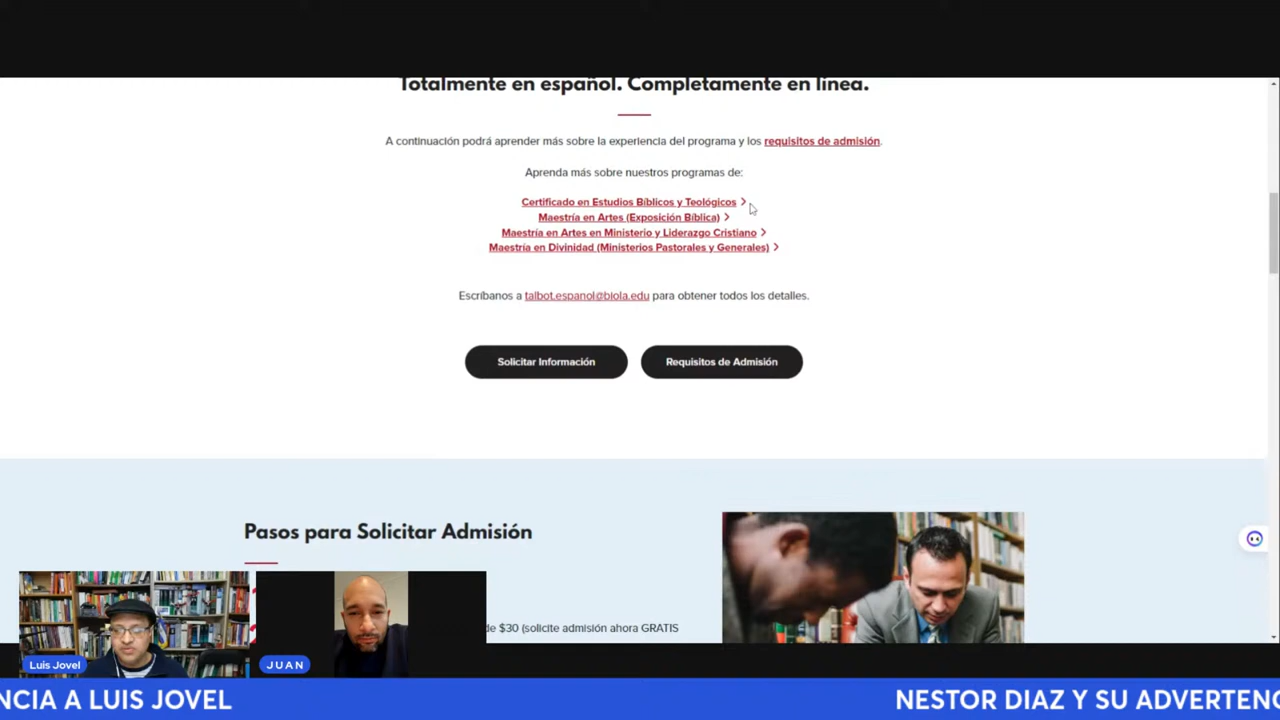 Totalmente en español. Completamente en línea.
A continuación podrá aprender más sobre la experiencia del programa y los requisitos de admisión.
Aprenda más sobre nuestros programas de:
Certificado en Estudios Bíblicos y Teológicos
Maestría en Artes (Exposición Bíblica)
Maestría en Artes en Ministerio y Liderazgo Cristiano
Maestría en Divinidad (Ministerios Pastorales y Generales)
Escríbanos a talbot.espanol@biola.edu para obtener todos los detalles.
Solicitar Información
Requisitos de Admisión
Pasos para Solicitar Admisión
de $30 (solicite admisión ahora GRATIS
Luis Jovel
JUAN
NCIA A LUIS JOVEL
NESTOR DIAZ Y SU ADVERTENC